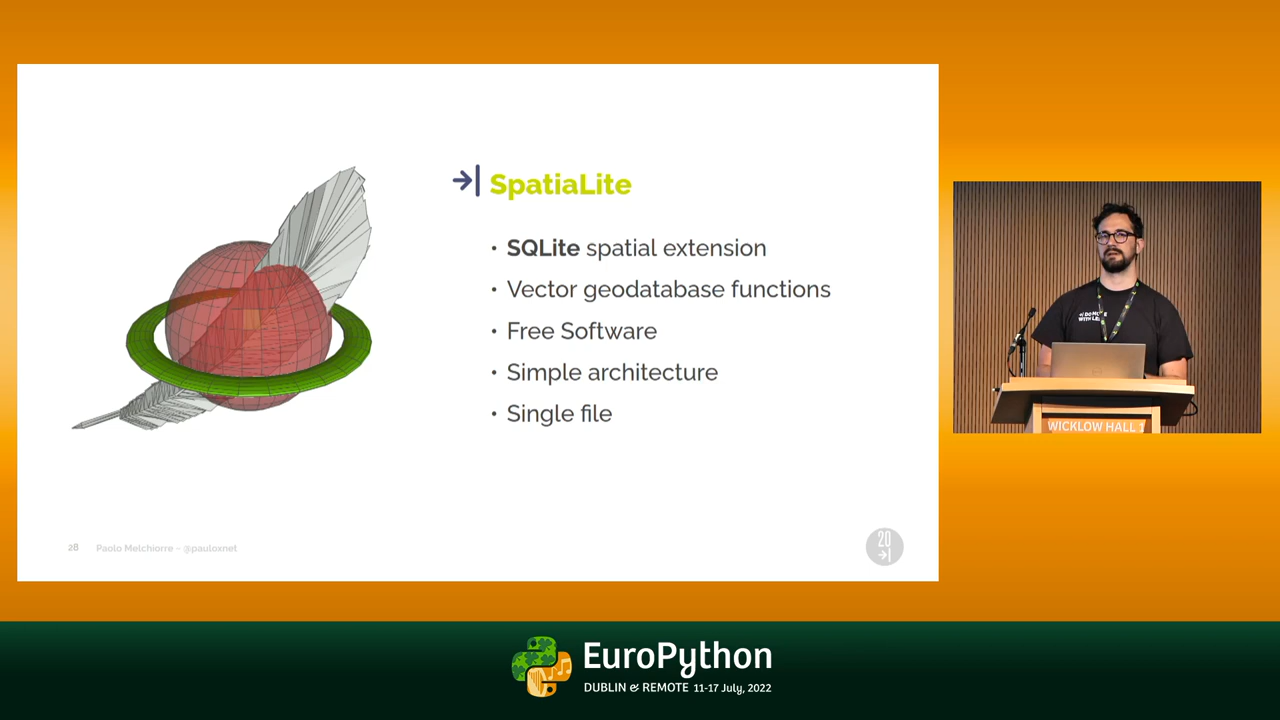 →| SpatiaLite
• SQLite spatial extension
• Vector geodatabase functions
• Free Software
• Simple architecture
• Single file
28 Paolo Melchiorre – @pauloxnet
20
→|
WICKLOW HALL 1
EuroPython
DUBLIN & REMOTE 11-17 July, 2022